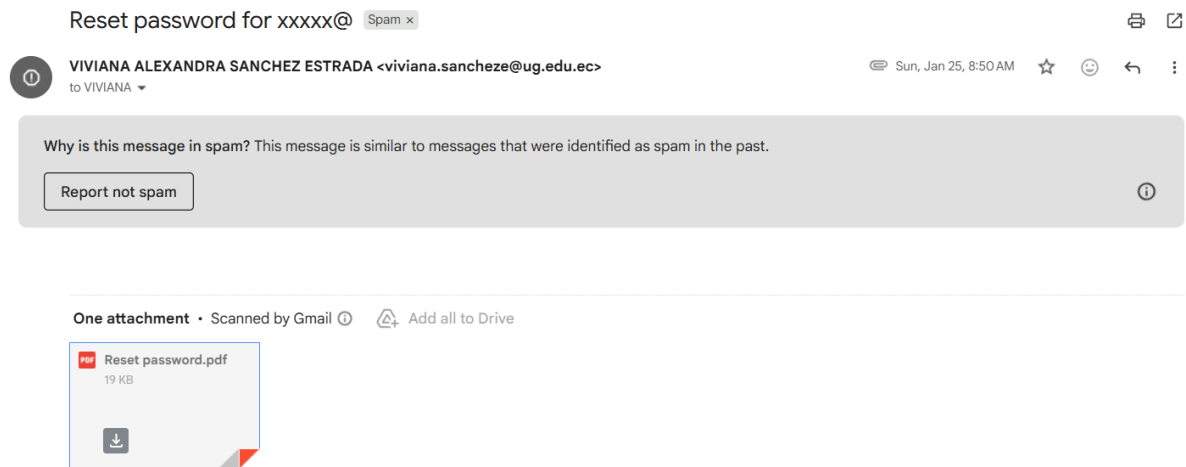 Reset password for xxxxx@ Spam ×
VIVIANA ALEXANDRA SANCHEZ ESTRADA <viviana.sancheze@ug.edu.ec> Sun, Jan 25, 8:50 AM
to VIVIANA
Why is this message in spam? This message is similar to messages that were identified as spam in the past.
Report not spam
One attachment • Scanned by Gmail Add all to Drive
PDF Reset password.pdf
19 KB